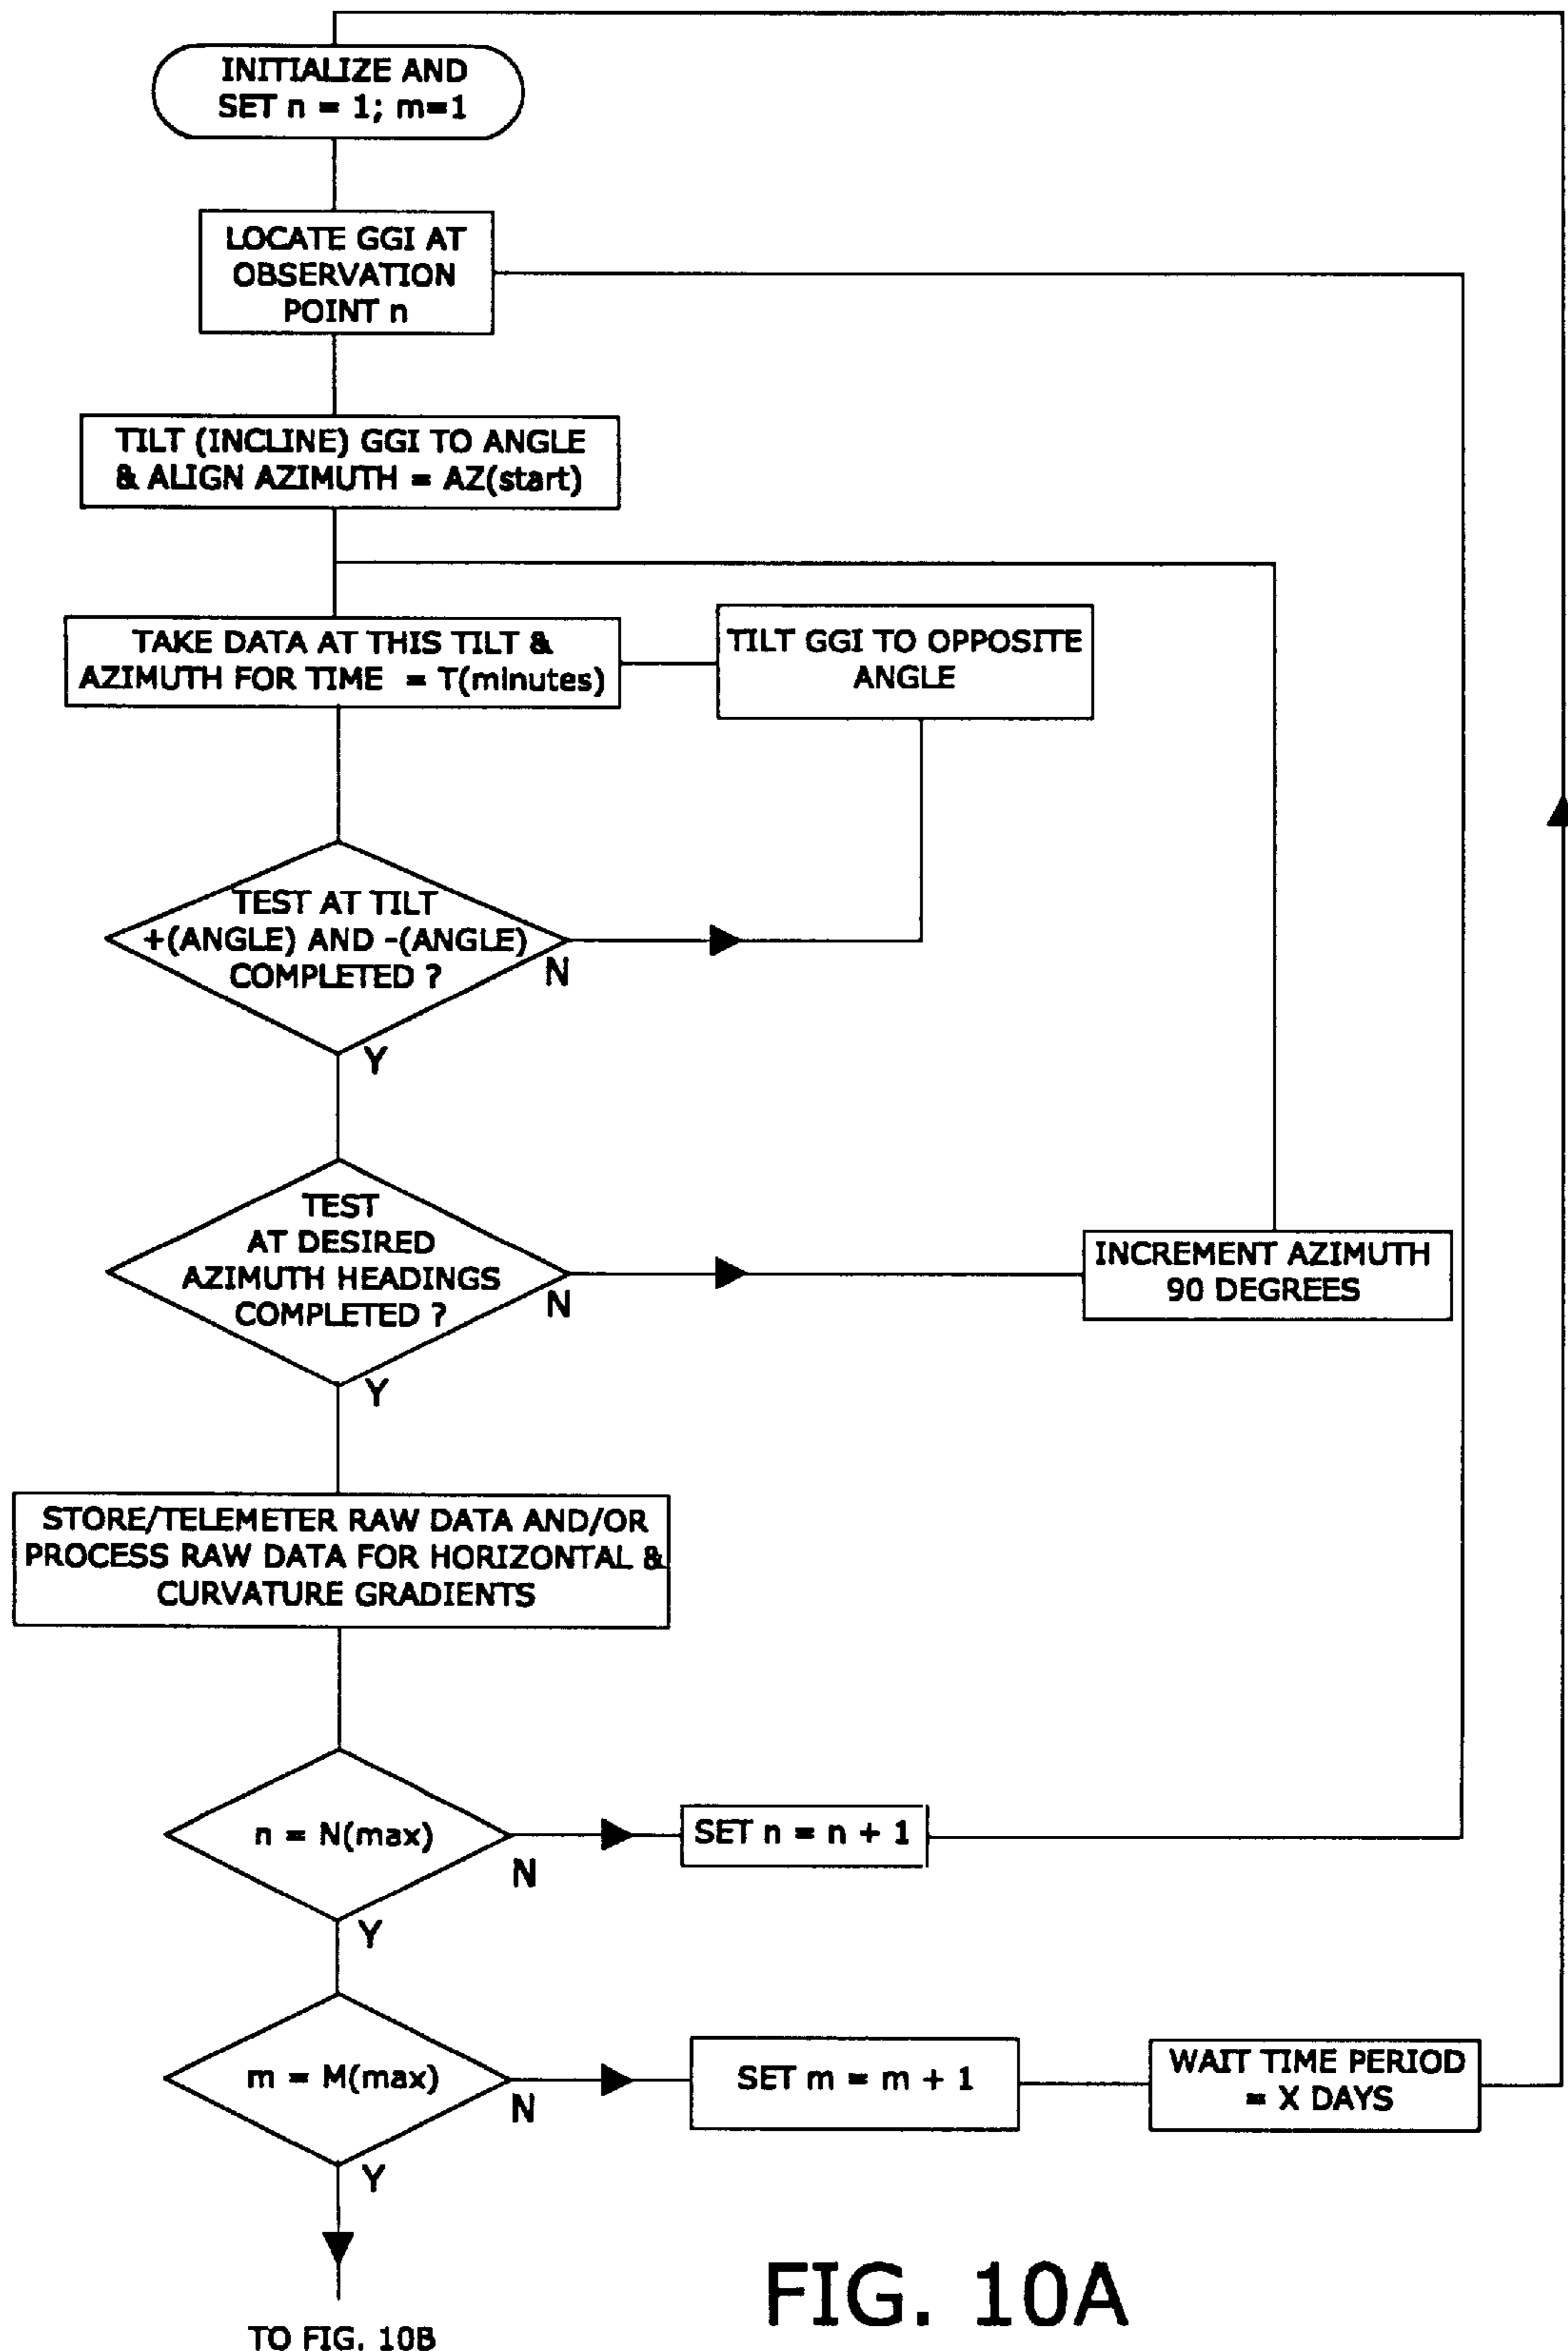 INITIALIZE AND
SET n = 1; m=1
LOCATE GGI AT
OBSERVATION
POINT n
TILT (INCLINE) GGI TO ANGLE
& ALIGN AZIMUTH = AZ(start)
TAKE DATA AT THIS TILT &
AZIMUTH FOR TIME = T(minutes)
TILT GGI TO OPPOSITE
ANGLE
TEST AT TILT
+(ANGLE) AND -(ANGLE)
COMPLETED ?
N
Y
TEST
AT DESIRED
AZIMUTH HEADINGS
COMPLETED ?
N
INCREMENT AZIMUTH
90 DEGREES
Y
STORE/TELEMETER RAW DATA AND/OR
PROCESS RAW DATA FOR HORIZONTAL &
CURVATURE GRADIENTS
n = N(max)
N
SET n = n + 1
Y
m = M(max)
N
SET m = m + 1
WAIT TIME PERIOD
= X DAYS
Y
TO FIG. 10B
FIG. 10A